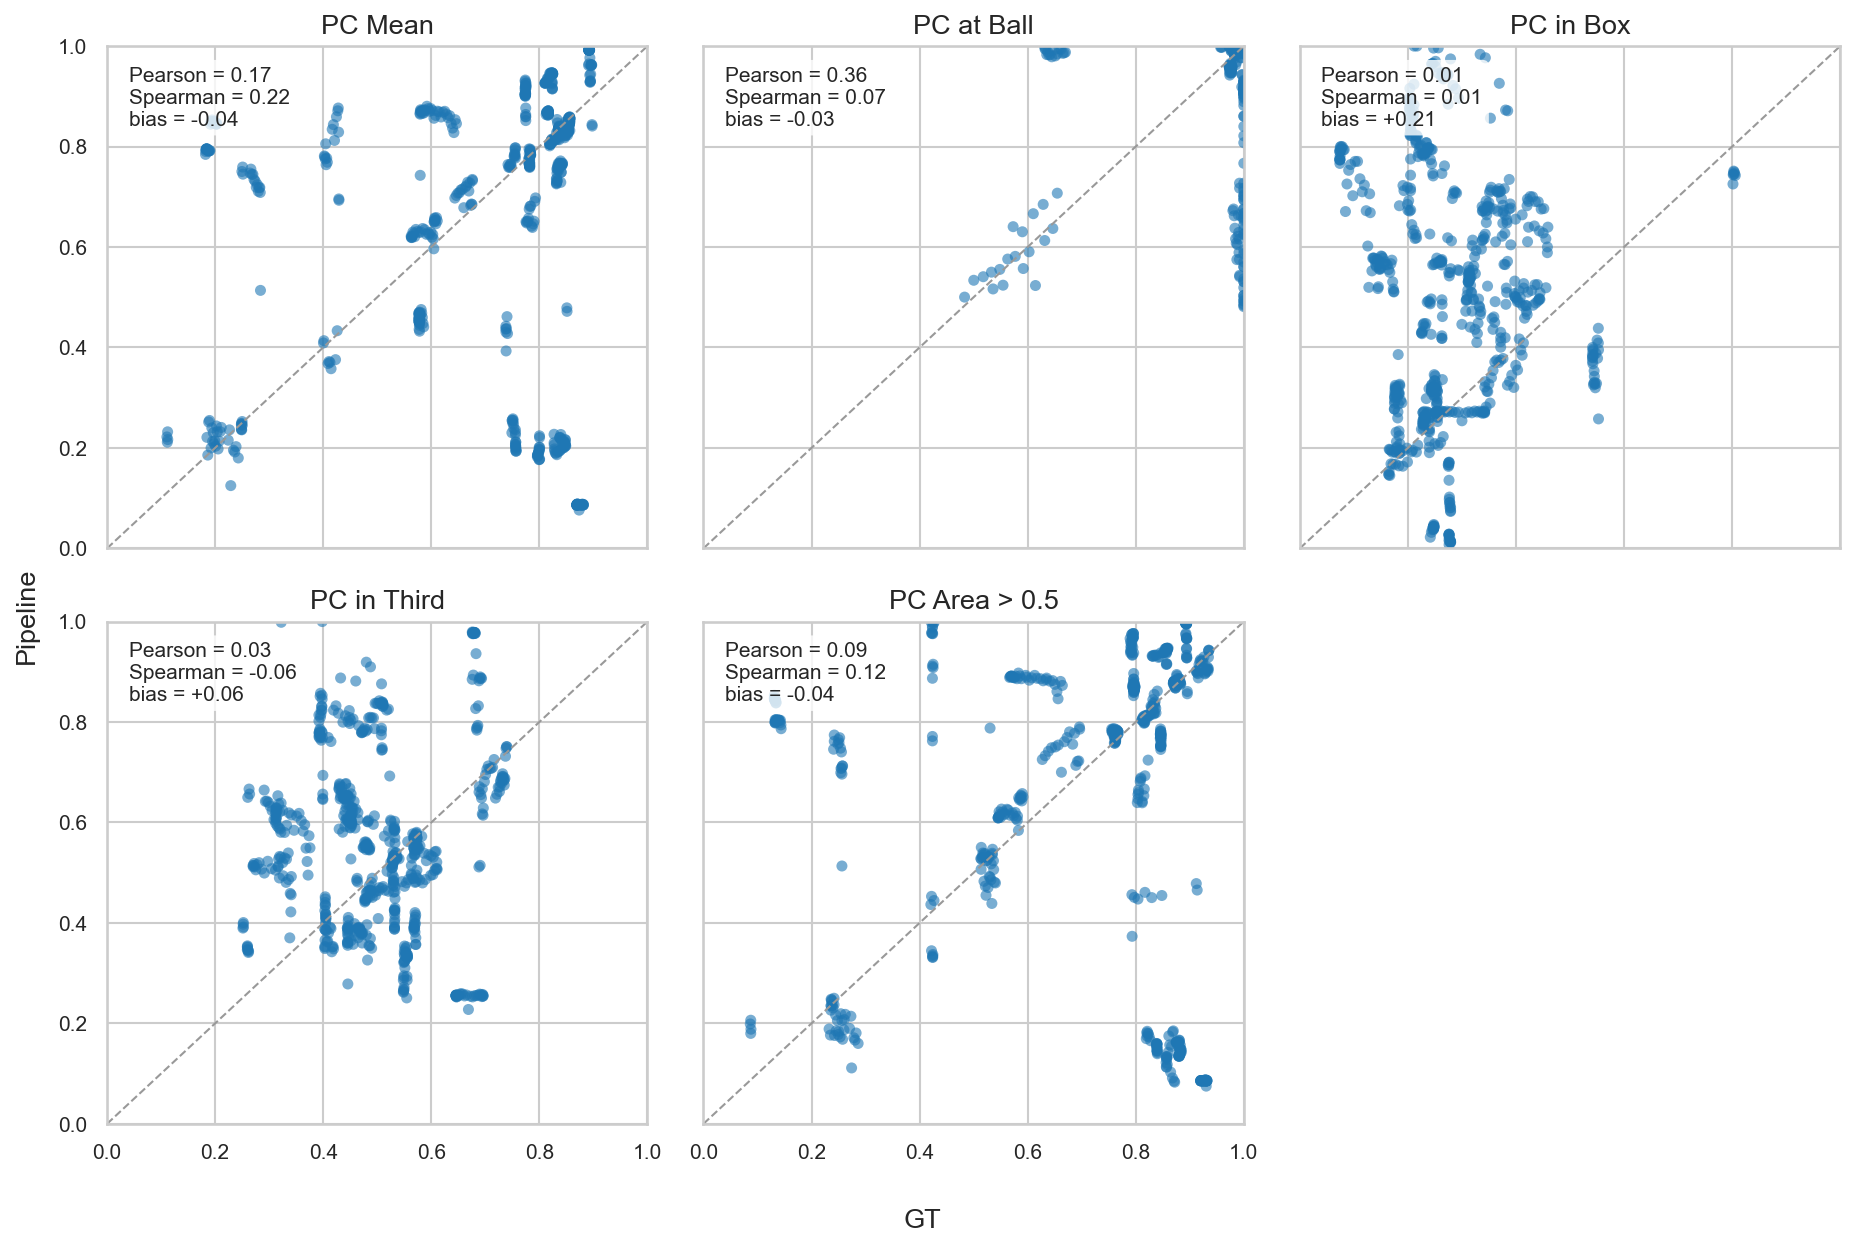 PC Mean
Pearson = 0.17
Spearman = 0.22
bias = -0.04
1.0
0.8
0.6
0.4
0.2
0.0
PC at Ball
Pearson = 0.36
Spearman = 0.07
bias = -0.03
PC in Box
Pearson = 0.01
Spearman = 0.01
bias = +0.21
Pipeline
PC in Third
Pearson = 0.03
Spearman = -0.06
bias = +0.06
1.0
0.8
0.6
0.4
0.2
0.0
0.0 0.2 0.4 0.6 0.8 1.0
PC Area > 0.5
Pearson = 0.09
Spearman = 0.12
bias = -0.04
0.0 0.2 0.4 0.6 0.8 1.0
GT